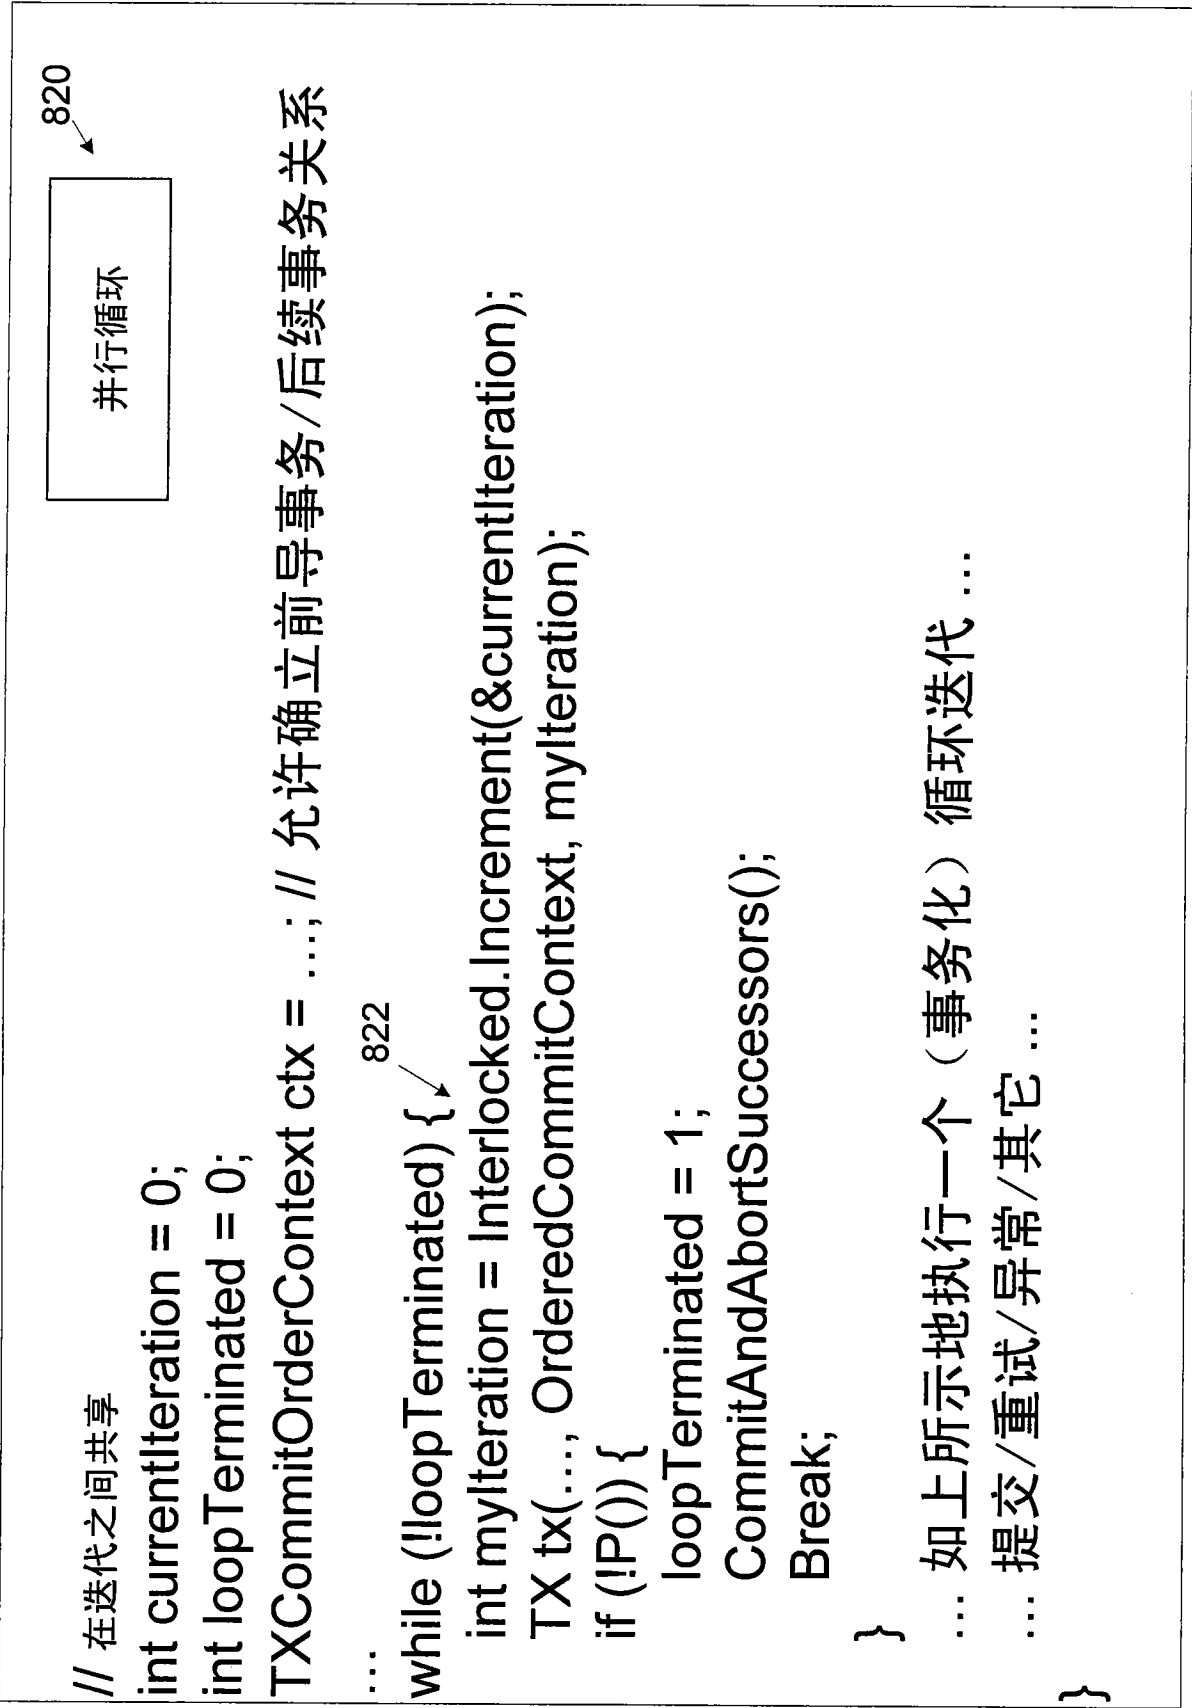 820
并行循环
// 在迭代之间共享
int currentIteration = 0;
int loopTerminated = 0;
TXCommitOrderContext ctx = …; // 允许确立前导事务/后续事务关系
…
while (!loopTerminated) {
822
int myIteration = Interlocked.Increment(&currentIteration);
TX tx(…, OrderedCommitContext, myIteration);
if (!P()) {
loopTerminated = 1;
CommitAndAbortSuccessors();
Break;
}
… 如上所示地执行一个（事务化）循环迭代 …
… 提交/重试/异常/其它 …
}